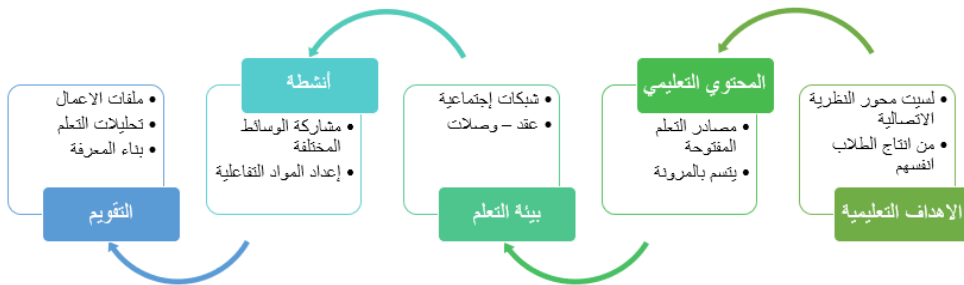 لسيت محور النظرية
الاتصالية
من انتاج الطلاب
انفسهم
الاهداف التعليمية
المحتوي التعليمي
مصادر التعلم
المفتوحة
يتسم بالمرونة
شبكات إجتماعية
عقد – وصلات
بيئة التعلم
أنشطة
مشاركة الوسائط
المختلفة
إعداد المواد التفاعلية
ملفات الاعمال
تحليلات التعلم
بناء المعرفة
التقويم